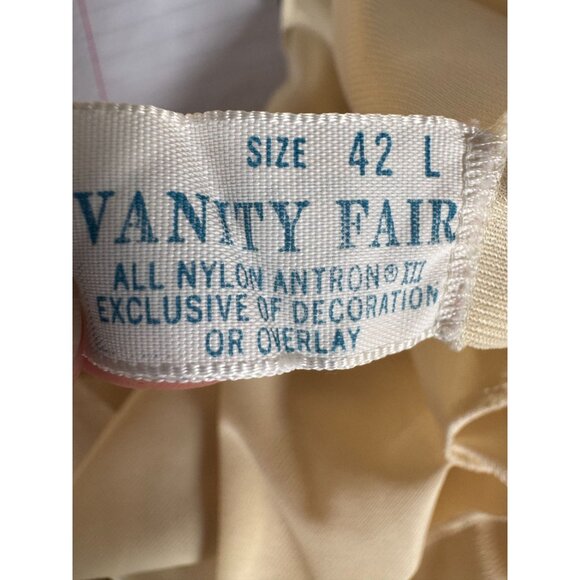 SIZE 42 L
VANITY FAIR
ALL NYLON ANTRON® III
EXCLUSIVE OF DECORATION
OR OVERLAY